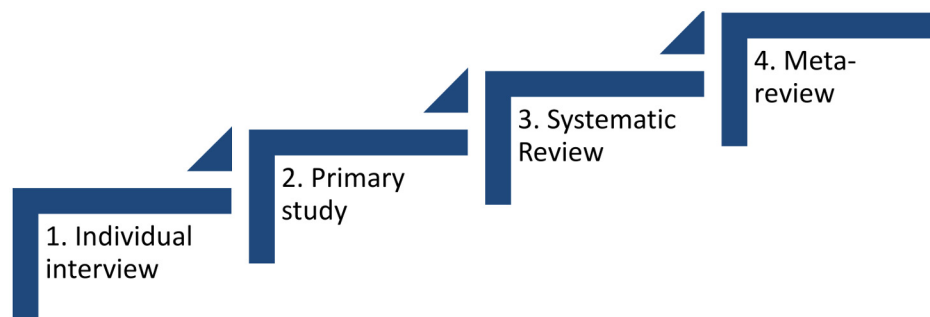 1. Individual
interview
2. Primary
study
3. Systematic
Review
4. Meta-
review